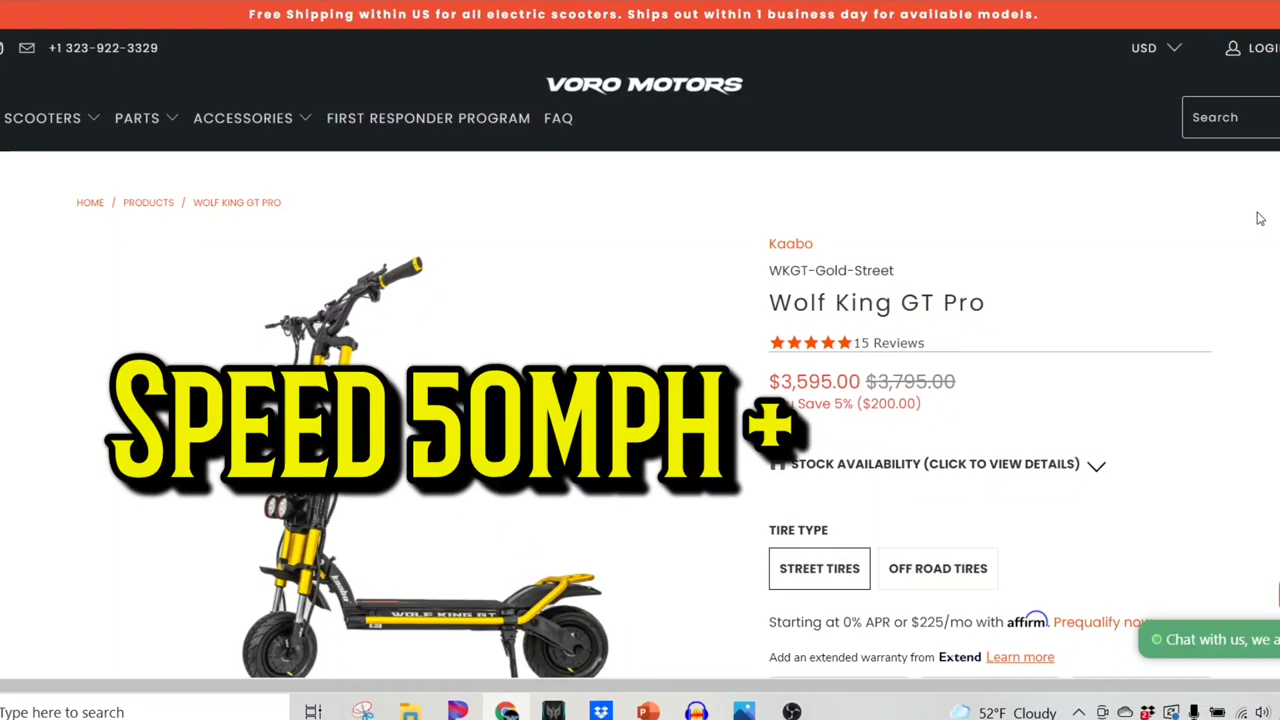 Free Shipping within US for all electric scooters. Ships out within 1 business day for available models.
+1 323-922-3329
USD
LOGI
VORO MOTORS
SCOOTERS
PARTS
ACCESSORIES
FIRST RESPONDER PROGRAM
FAQ
Search
HOME / PRODUCTS / WOLF KING GT PRO
Kaabo
WKGT-Gold-Street
Wolf King GT Pro
15 Reviews
$3,595.00 $3,795.00
Save 5% ($200.00)
SPEED 50MPH +
STOCK AVAILABILITY (CLICK TO VIEW DETAILS)
TIRE TYPE
STREET TIRES
OFF ROAD TIRES
kaabo
WOLF KING GT
Starting at 0% APR or $225/mo with affirm. Prequalify now
Chat with us, we a
Add an extended warranty from Extend Learn more
Type here to search
52°F Cloudy